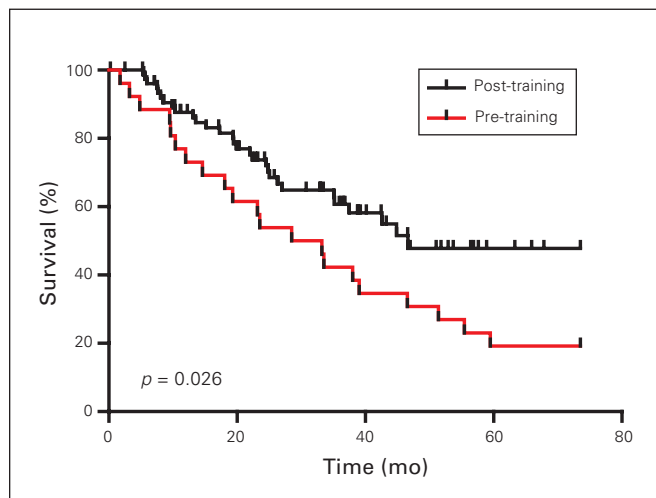 100
80
60
40
20
0
Survival (%)
Post-training
Pre-training
p = 0.026
0 20 40 60 80
Time (mo)